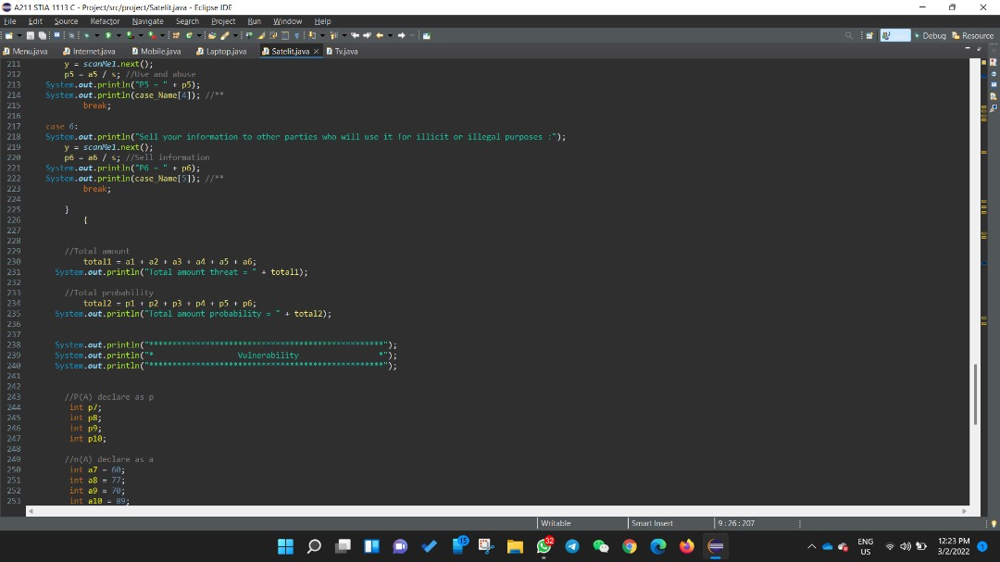 A211 STIA 1113 C - Project/src/project/Satelit.java - Eclipse IDE
File Edit Source Refactor Navigate Search Project Run Window Help
Debug Resource
Menu.java Internet.java Mobile.java Laptop.java Satelit.java Tv.java
211 y = scanMe1.next();
212 p5 = a5 / s; //Use and abuse
213 System.out.println("P5 = " + p5);
214 System.out.println(case_Name[4]); //**
215 break;
216
217 case 6:
218 System.out.println("Sell your information to other parties who will use it for illicit or illegal purposes :");
219 y = scanMe1.next();
220 p6 = a6 / s; //Sell information
221 System.out.println("P6 = " + p6);
222 System.out.println(case_Name[5]); //**
223 break;
224
225 }
226 {
227
228
229 //Total amount
230 total1 = a1 + a2 + a3 + a4 + a5 + a6;
231 System.out.println("Total amount threat = " + total1);
232
233 //Total probability
234 total2 = p1 + p2 + p3 + p4 + p5 + p6;
235 System.out.println("Total amount probability = " + total2);
236
237
238 System.out.println("**************************************************");
239 System.out.println("* Vulnerability *");
240 System.out.println("**************************************************");
241
242
243 //P(A) declare as p
244 int p7;
245 int p8;
246 int p9;
247 int p10;
248
249 //n(A) declare as a
250 int a7 = 60;
251 int a8 = 77;
252 int a9 = 70;
253 int a10 = 89;
Writable Smart Insert 9 : 26 : 207
15 32
ENG
US
12:23 PM
3/2/2022
1